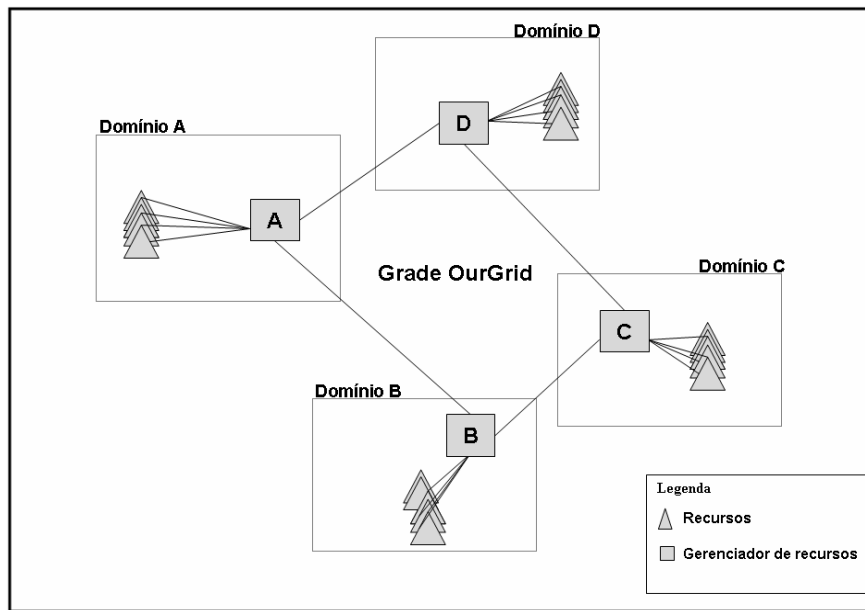 Domínio D
D
Domínio A
A
Grade OurGrid
Domínio C
C
Domínio B
B
Legenda
Recursos
Gerenciador de recursos